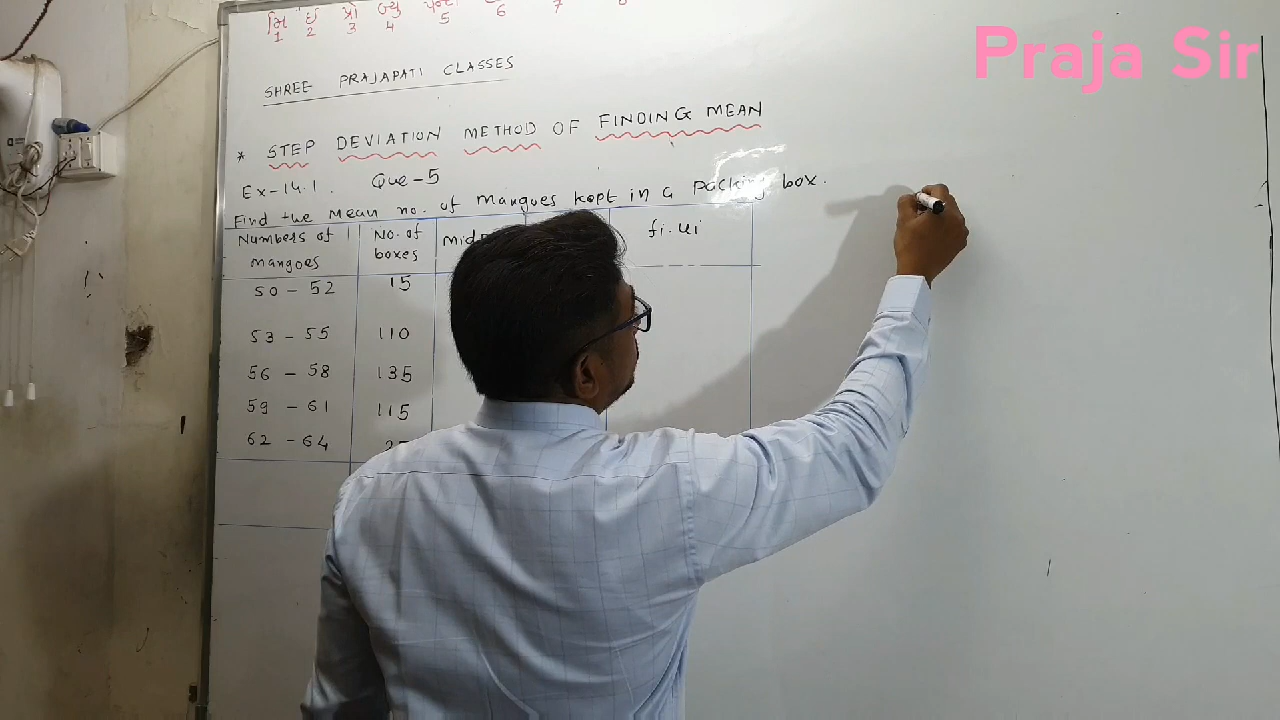 Praja Sir
1 2 3 4 5 6 7 8
SHREE PRAJAPATI CLASSES
* STEP DEVIATION METHOD OF FINDING MEAN
Ex-14.1. Que-5
Find the mean no. of mangoes kept in a packing box.
Numbers of mangoes No. of boxes fi.ui
50 - 52 15
53 - 55 110
56 - 58 135
59 - 61 115
62 - 64